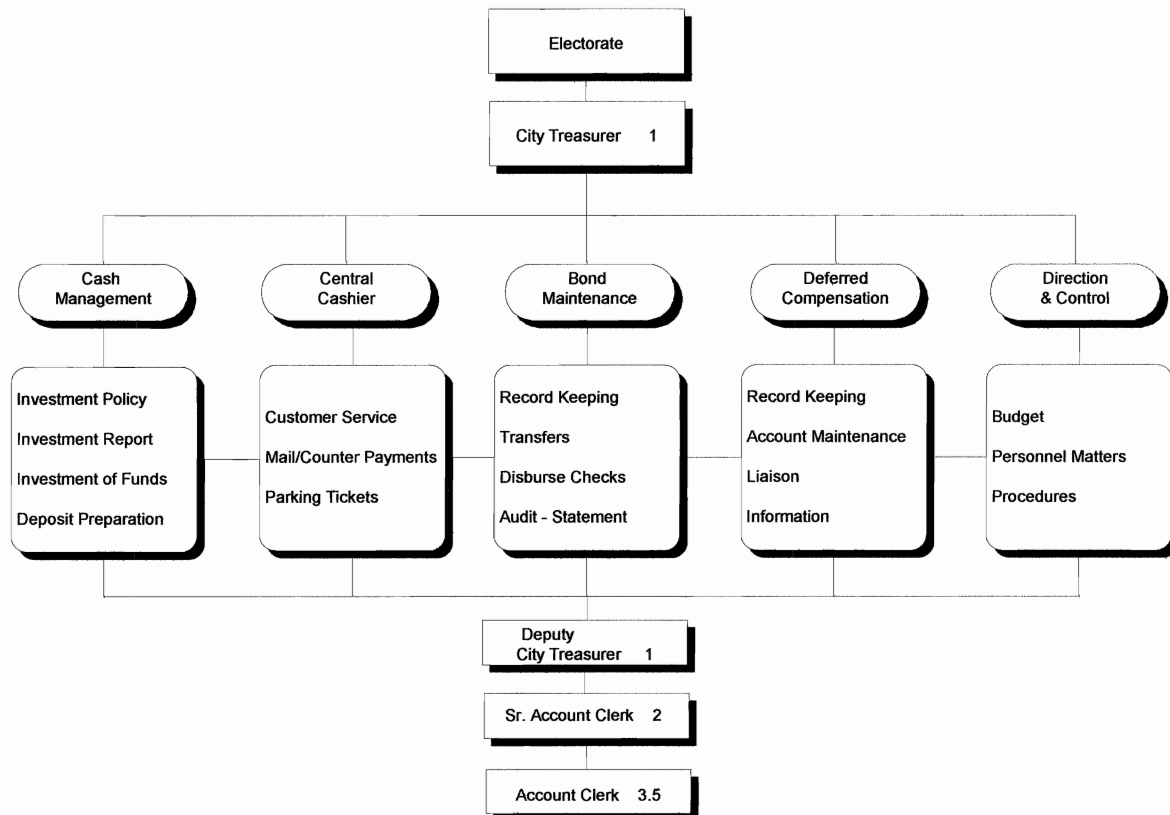 Electorate
City Treasurer 1
Cash
Management
Central
Cashier
Bond
Maintenance
Deferred
Compensation
Direction
& Control
Investment Policy
Investment Report
Investment of Funds
Deposit Preparation
Customer Service
Mail/Counter Payments
Parking Tickets
Record Keeping
Transfers
Disburse Checks
Audit - Statement
Record Keeping
Account Maintenance
Liaison
Information
Budget
Personnel Matters
Procedures
Deputy
City Treasurer 1
Sr. Account Clerk 2
Account Clerk 3.5